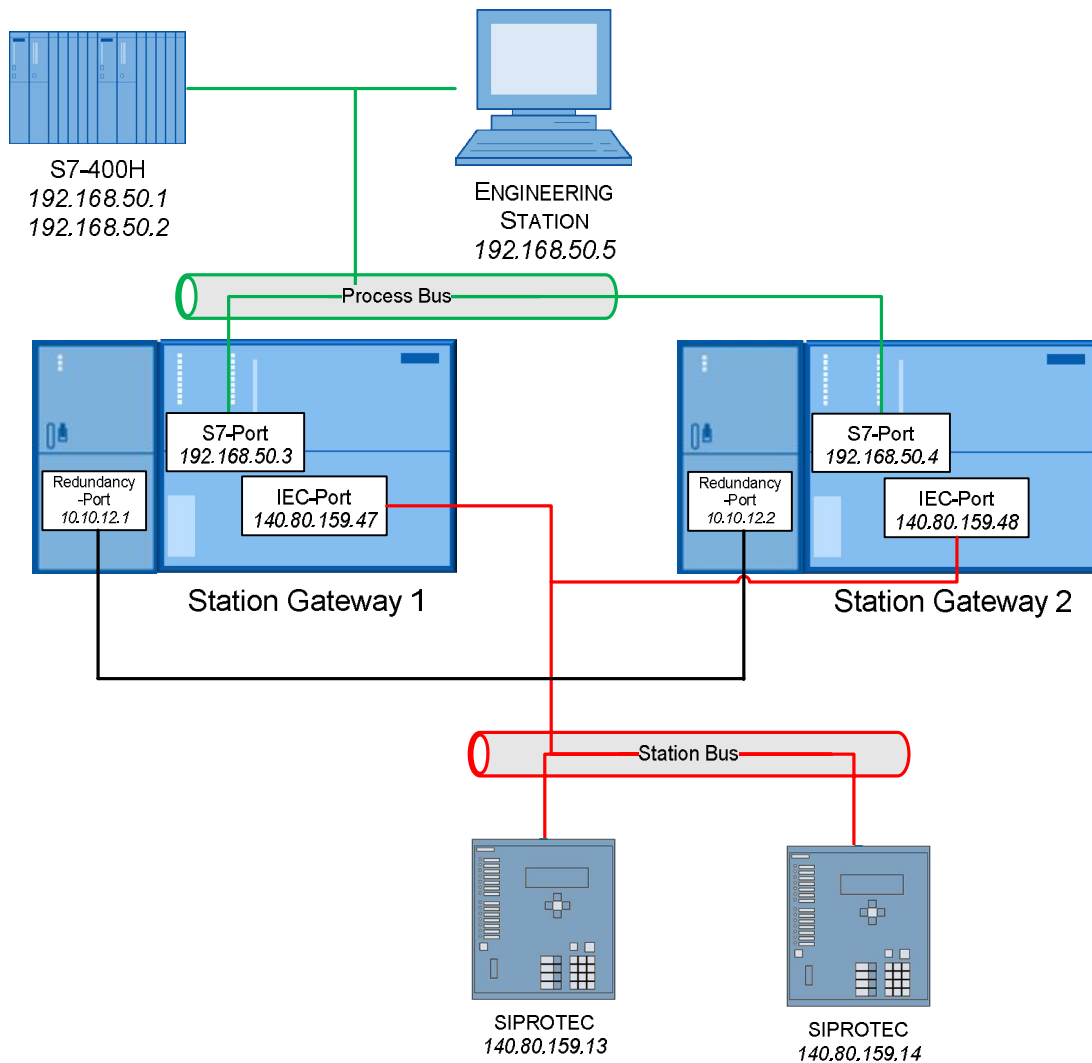 S7-400H
192.168.50.1
192.168.50.2
ENGINEERING
STATION
192.168.50.5
Process Bus
S7-Port
192.168.50.3
Redundancy
-Port
10.10.12.1
IEC-Port
140.80.159.47
Station Gateway 1
S7-Port
192.168.50.4
Redundancy
-Port
10.10.12.2
IEC-Port
140.80.159.48
Station Gateway 2
Station Bus
SIPROTEC
140.80.159.13
SIPROTEC
140.80.159.14